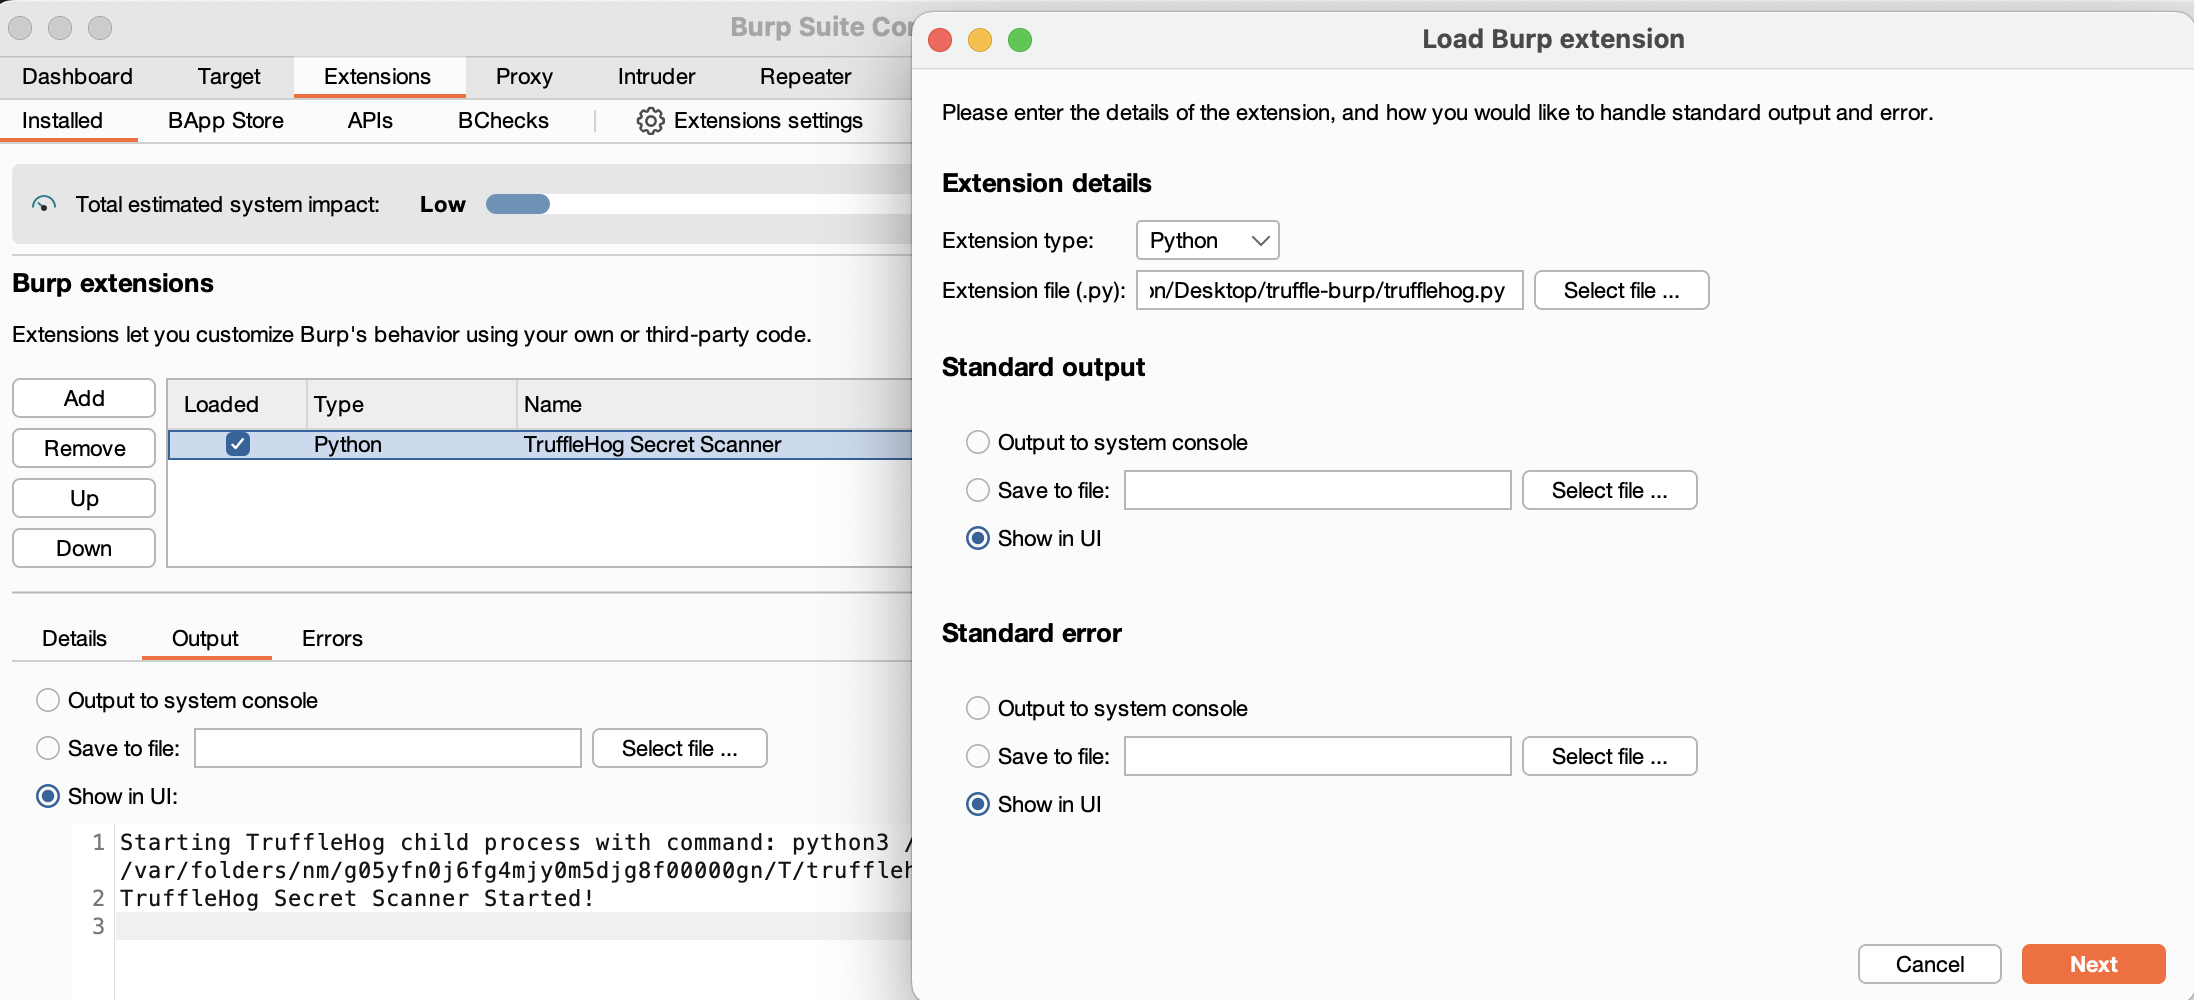 Burp Suite Con
Dashboard Target Extensions Proxy Intruder Repeater
Installed BApp Store APIs BChecks Extensions settings
Total estimated system impact: Low
Burp extensions
Extensions let you customize Burp's behavior using your own or third-party code.
Add
Remove
Up
Down
Loaded Type Name
Python TruffleHog Secret Scanner
Details Output Errors
Output to system console
Save to file: Select file ...
Show in UI:
1 Starting TruffleHog child process with command: python3 /
/var/folders/nm/g05yfn0j6fg4mjy0m5djg8f00000gn/T/truffleh
2 TruffleHog Secret Scanner Started!
3
Load Burp extension
Please enter the details of the extension, and how you would like to handle standard output and error.
Extension details
Extension type: Python
Extension file (.py): on/Desktop/truffle-burp/trufflehog.py Select file ...
Standard output
Output to system console
Save to file: Select file ...
Show in UI
Standard error
Output to system console
Save to file: Select file ...
Show in UI
Cancel Next